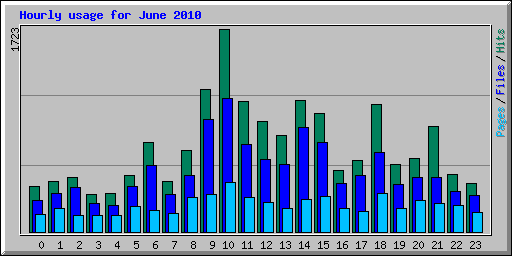 Hourly usage for June 2010
1723
Pages / Files / Hits
0 1 2 3 4 5 6 7 8 9 10 11 12 13 14 15 16 17 18 19 20 21 22 23